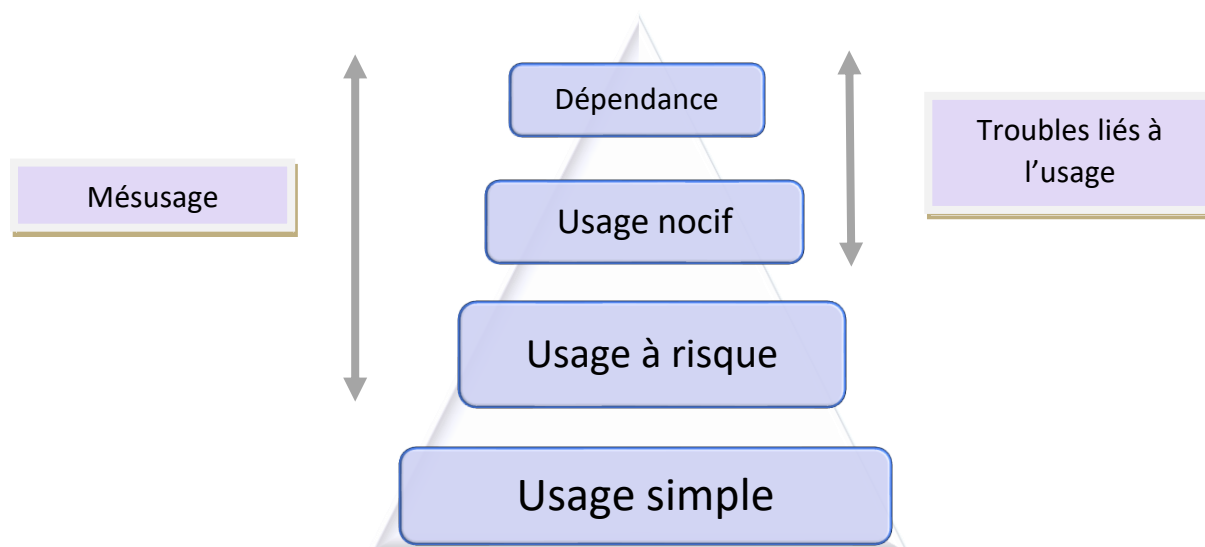 Dépendance
Troubles liés à
l’usage
Mésusage
Usage nocif
Usage à risque
Usage simple